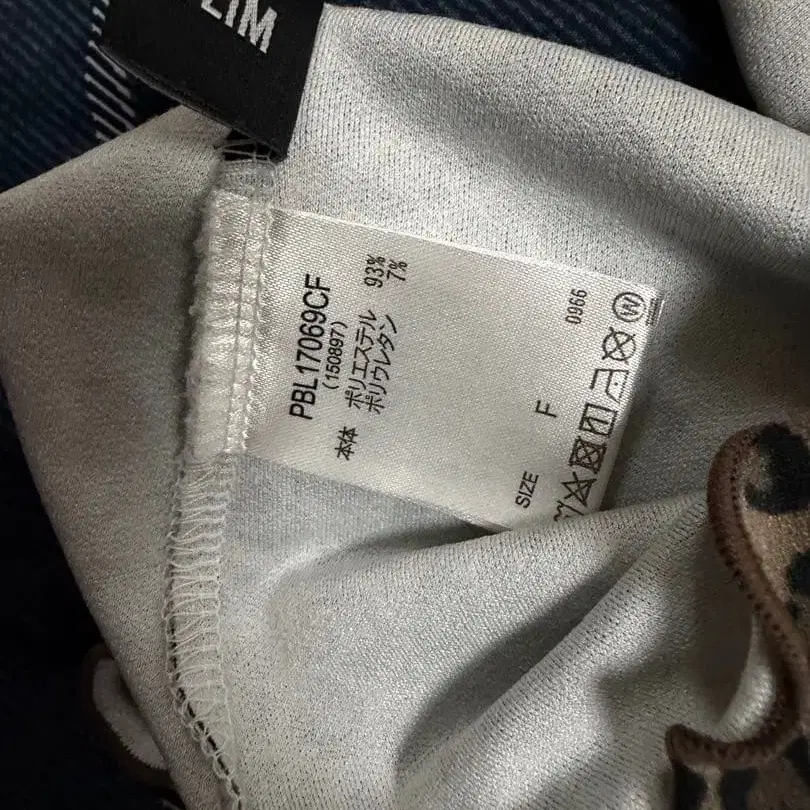 PBL17069CF
(150897)
本体 ポリエステル 93%
ポリウレタン 7%
SIZE F
0966
W